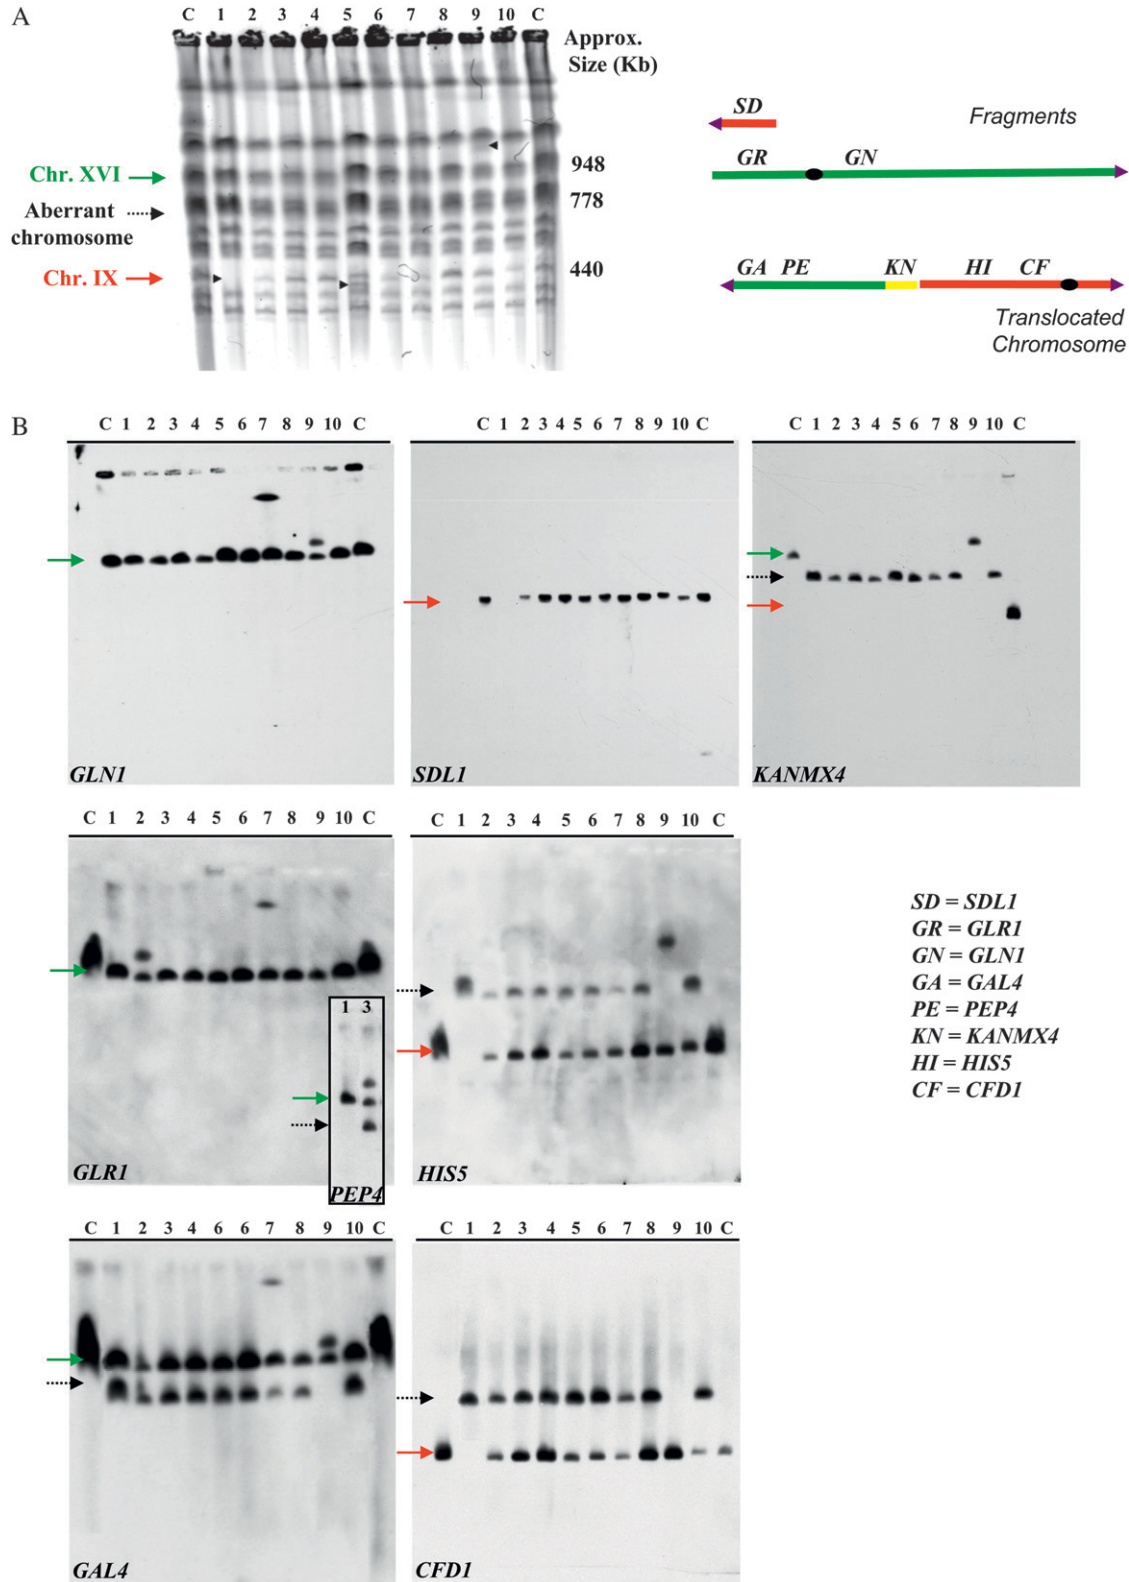 A
C 1 2 3 4 5 6 7 8 9 10 C
Approx.
Size (Kb)
Chr. XVI
Aberrant
chromosome
Chr. IX
948
778
440
SD
Fragments
GR GN
GA PE KN HI CF
Translocated
Chromosome
B
C 1 2 3 4 5 6 7 8 9 10 C
GLN1
C 1 2 3 4 5 6 7 8 9 10 C
SDL1
C 1 2 3 4 5 6 7 8 9 10 C
KANMX4
C 1 2 3 4 5 6 7 8 9 10 C
GLR1
1 3
PEP4
C 1 2 3 4 5 6 7 8 9 10 C
HIS5
SD = SDL1
GR = GLR1
GN = GLN1
GA = GAL4
PE = PEP4
KN = KANMX4
HI = HIS5
CF = CFD1
C 1 2 3 4 6 6 7 8 9 10 C
GAL4
C 1 2 3 4 5 6 7 8 9 10 C
CFD1